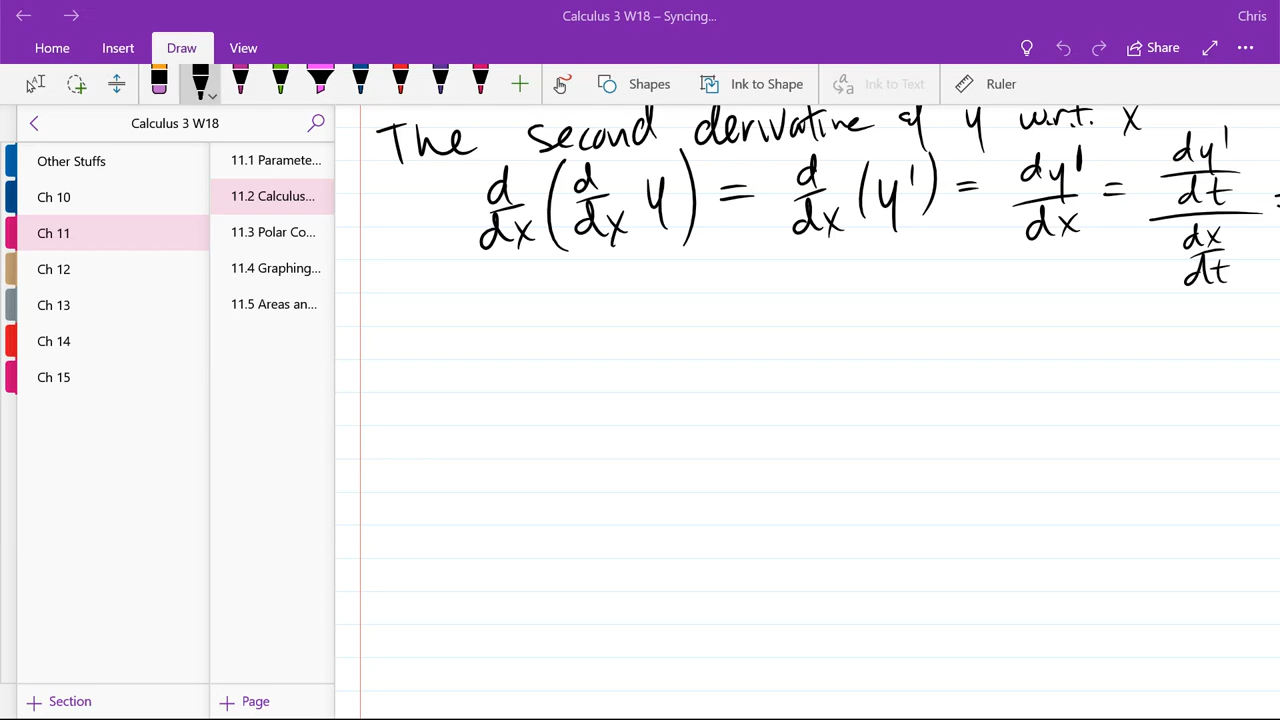 Calculus 3 W18 – Syncing...
Chris
Home Insert Draw View
Share
Shapes Ink to Shape Ink to Text Ruler
Calculus 3 W18
Other Stuffs
Ch 10
Ch 11
Ch 12
Ch 13
Ch 14
Ch 15
11.1 Paramete...
11.2 Calculus...
11.3 Polar Co...
11.4 Graphing,...
11.5 Areas an...
The second derivative of y w.r.t. x
d/dx (d/dx y) = d/dx (y') = dy'/dx = (dy'/dt)/(dx/dt) =
+ Section
+ Page